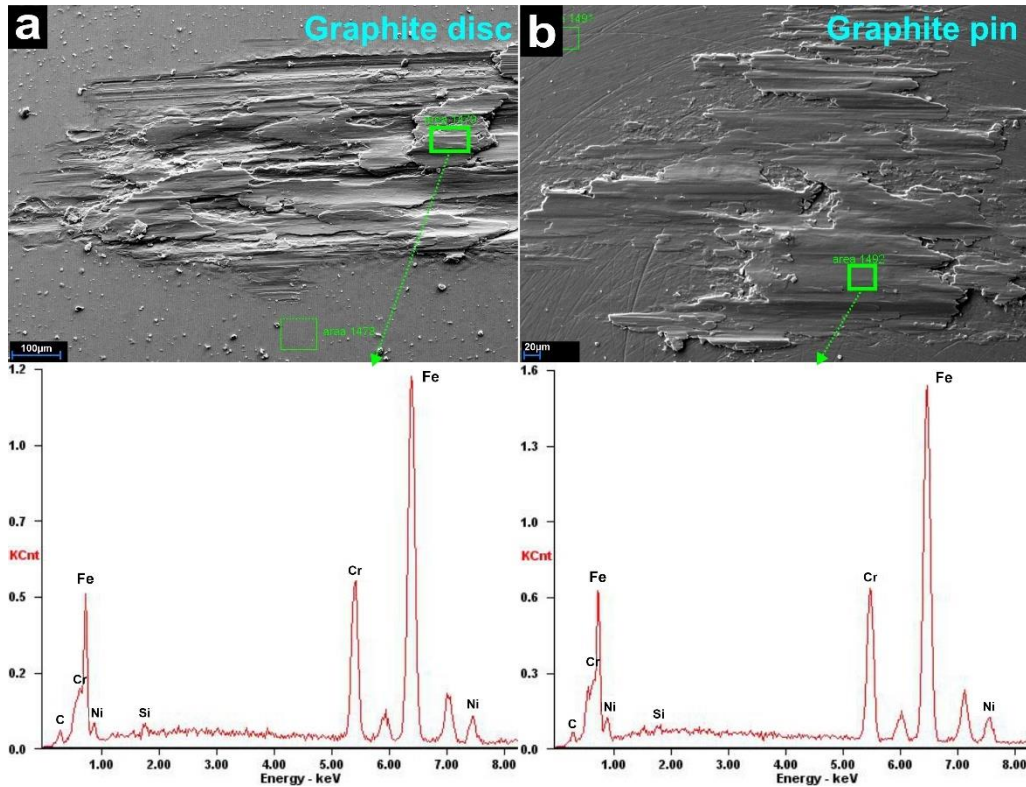 a
Graphite disc
area 1479
area 1473
100µm
b
Graphite pin
area 1492
20µm
1.2
1.0
0.7
KCnt
0.5
0.2
0.0
C
Cr
Fe
Ni
Si
Cr
Fe
Ni
1.00 2.00 3.00 4.00 5.00 6.00 7.00 8.00
Energy - keV
1.6
1.3
1.0
KCnt
0.6
0.3
0.0
C
Cr
Fe
Ni
Si
Cr
Fe
Ni
1.00 2.00 3.00 4.00 5.00 6.00 7.00 8.00
Energy - keV